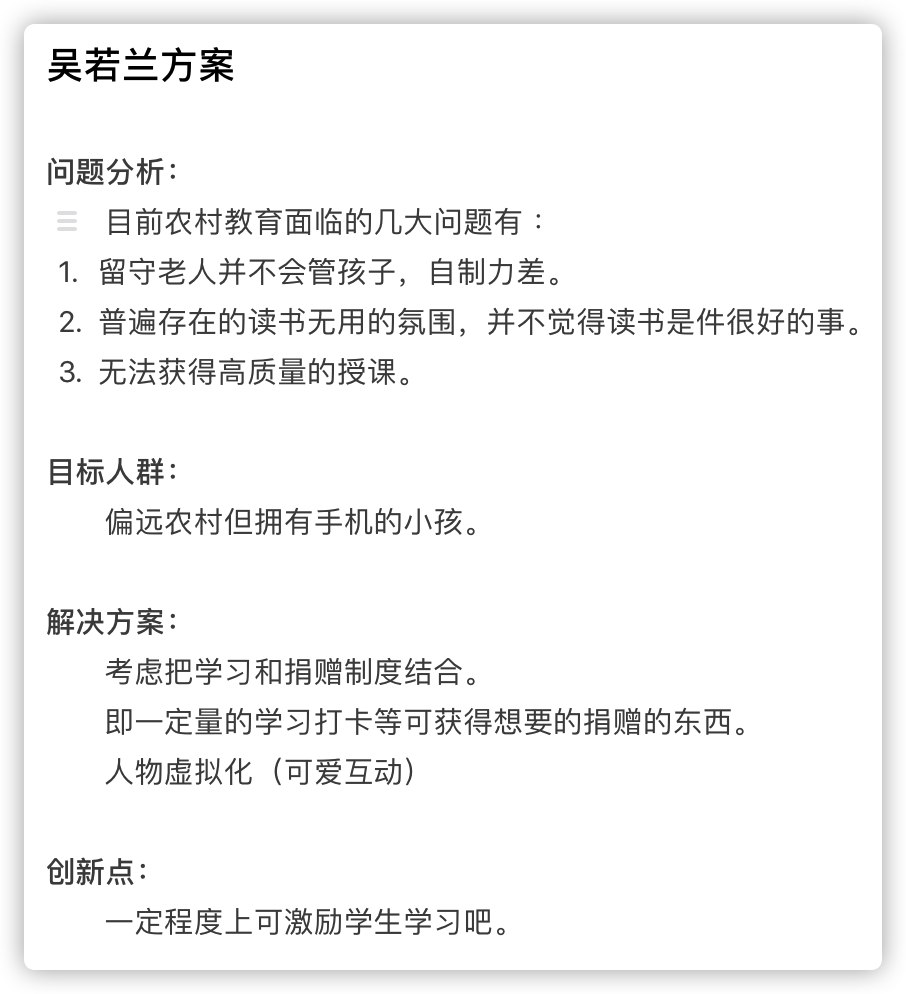 吴若兰方案
问题分析：
目前农村教育面临的几大问题有：
1. 留守老人并不会管孩子，自制力差。
2. 普遍存在的读书无用的氛围，并不觉得读书是件很好的事。
3. 无法获得高质量的授课。
目标人群：
偏远农村但拥有手机的小孩。
解决方案：
考虑把学习和捐赠制度结合。
即一定量的学习打卡等可获得想要的捐赠的东西。
人物虚拟化（可爱互动）
创新点：
一定程度上可激励学生学习吧。